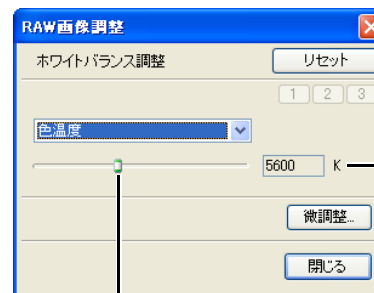 RAW画像調整
ホワイトバランス調整
リセット
1 2 3
色温度
5600 K
微調整...
閉じる